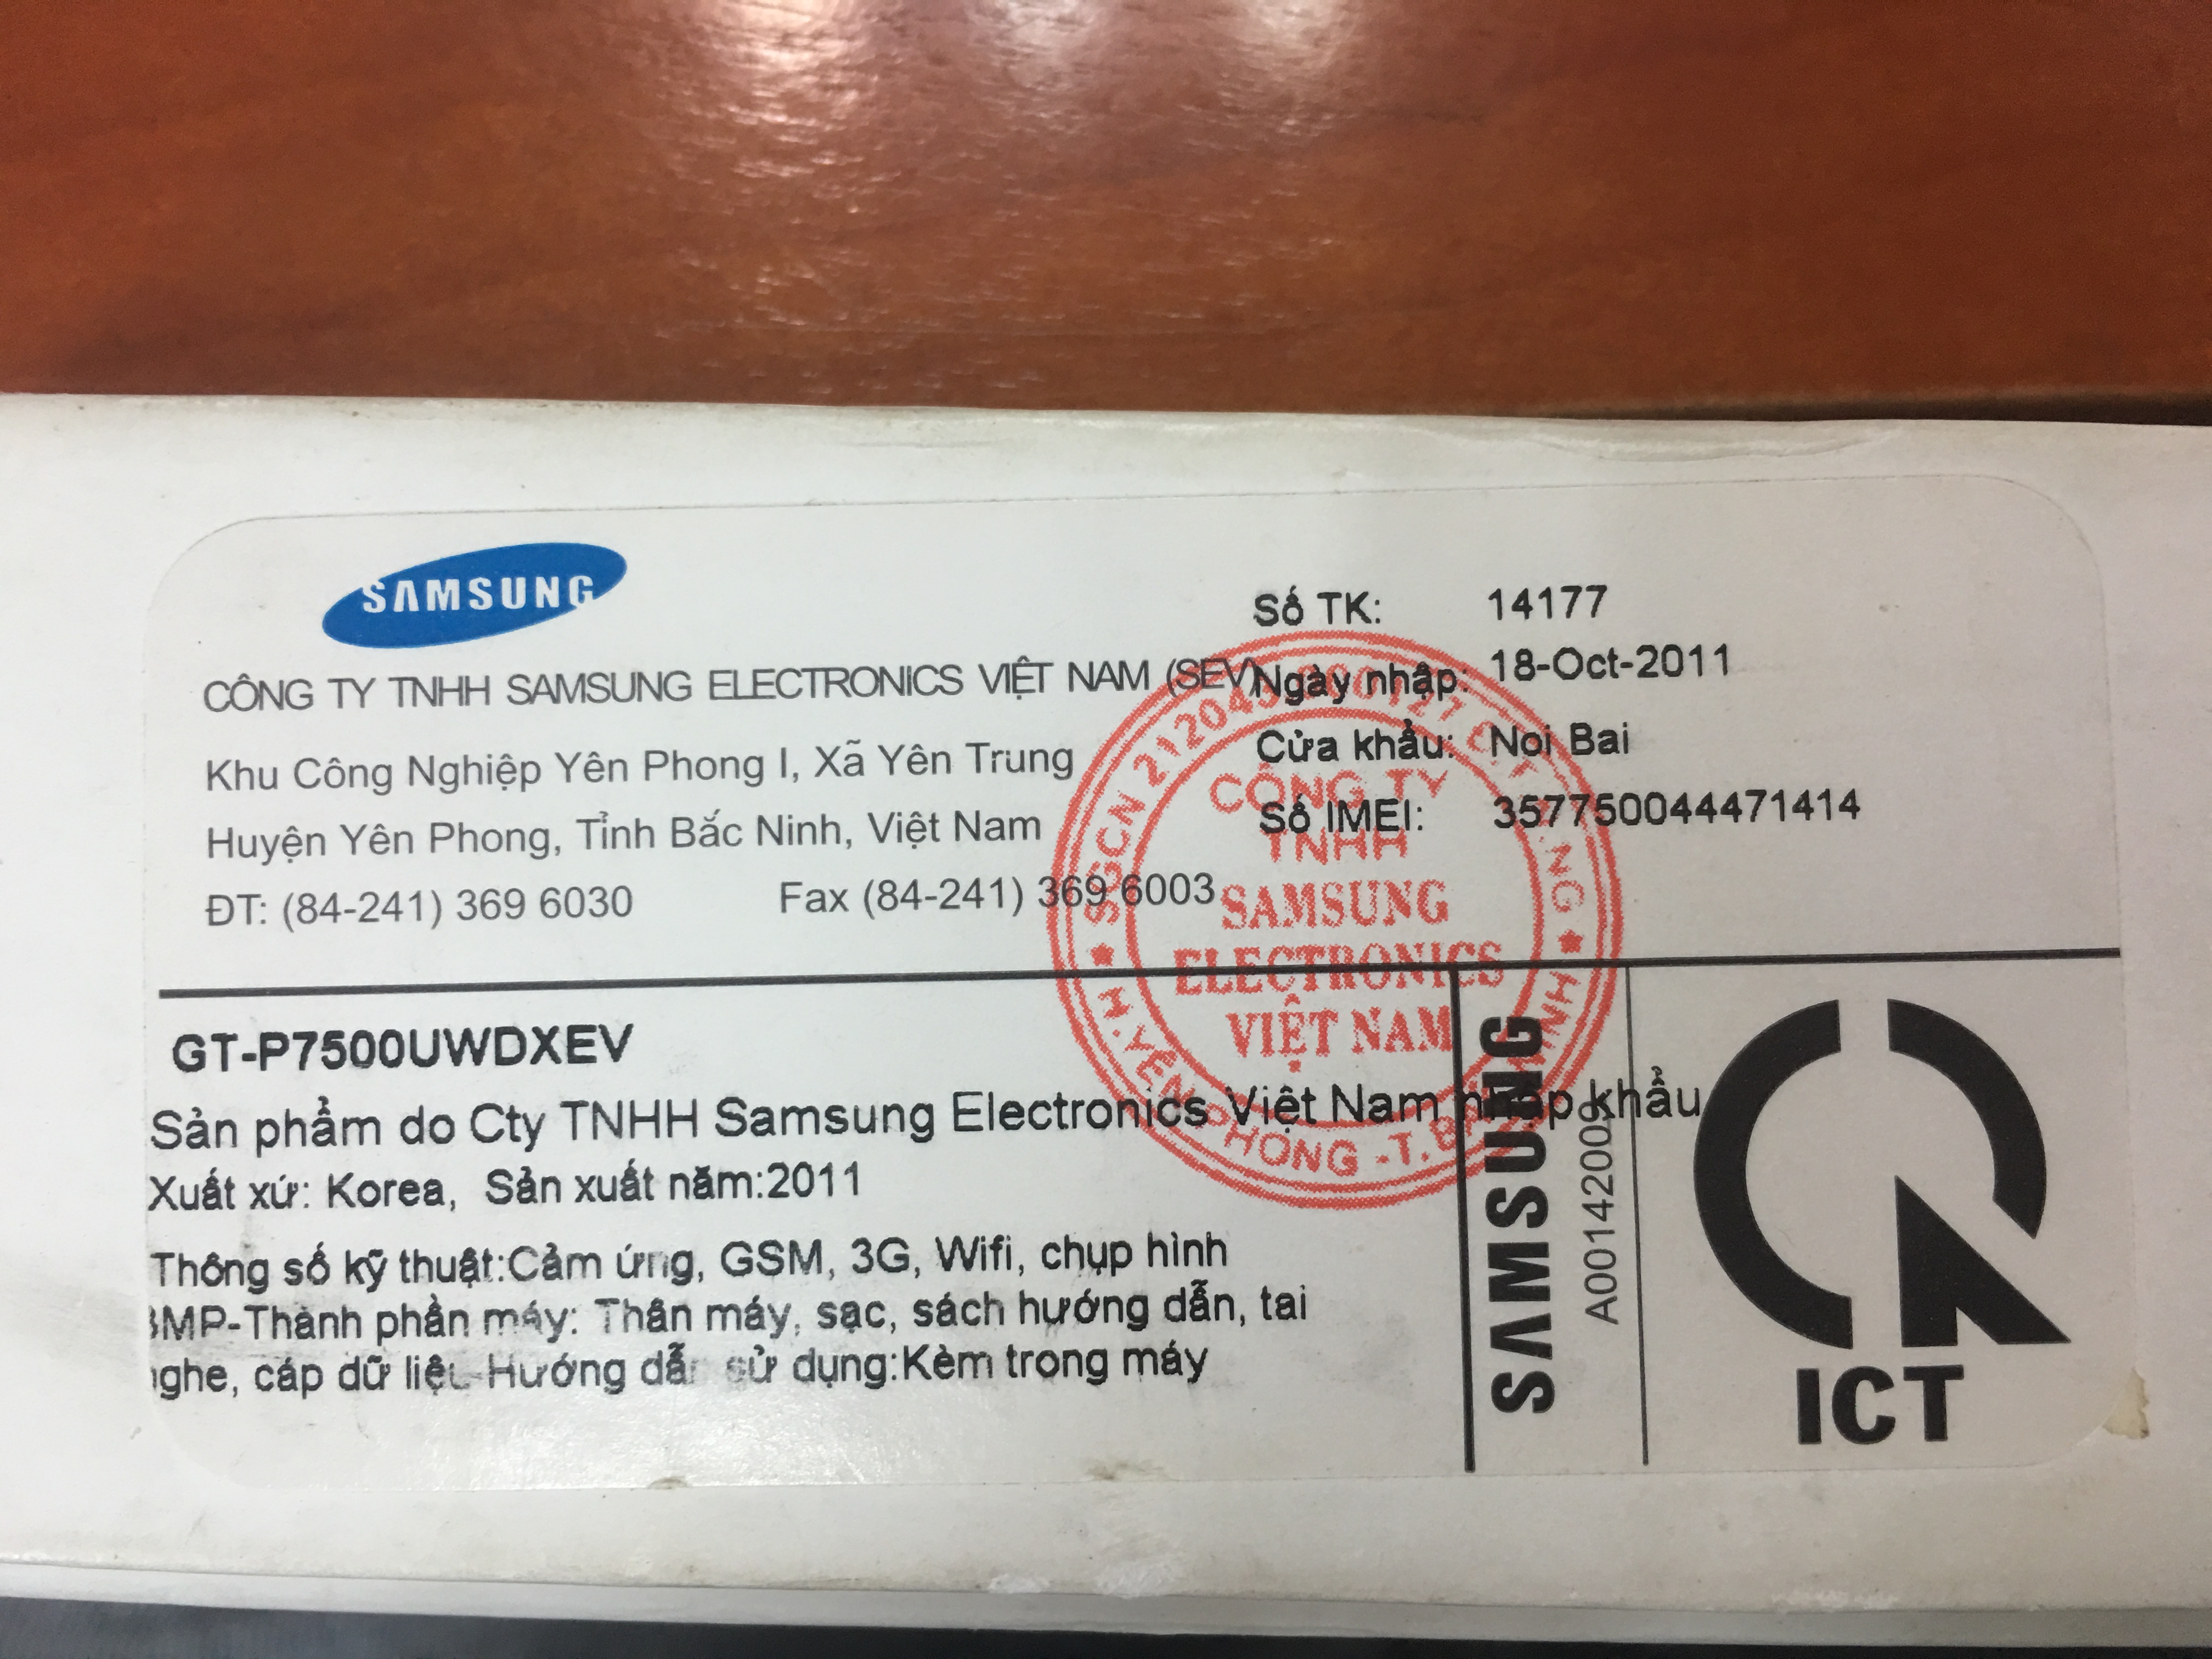 SAMSUNG
CÔNG TY TNHH SAMSUNG ELECTRONICS VIỆT NAM (SEV)
Khu Công Nghiệp Yên Phong I, Xã Yên Trung
Huyện Yên Phong, Tỉnh Bắc Ninh, Việt Nam
ĐT: (84-241) 369 6030 Fax (84-241) 369 6003
Số TK: 14177
Ngày nhập: 18-Oct-2011
Cửa khẩu: Noi Bai
Số IMEI: 357750044471414
CÔNG TY
TNHH
SAMSUNG
ELECTRONICS
VIỆT NAM
H.YÊN PHONG -T.
GT-P7500UWDXEV
Sản phẩm do Cty TNHH Samsung Electronics Việt Nam nhập khẩu
Xuất xứ: Korea, Sản xuất năm:2011
Thông số kỹ thuật:Cảm ứng, GSM, 3G, Wifi, chụp hình
3MP-Thành phần máy: Thân máy, sạc, sách hướng dẫn, tai
nghe, cáp dữ liệu-Hướng dẫn sử dụng:Kèm trong máy
SAMSUNG
ICT